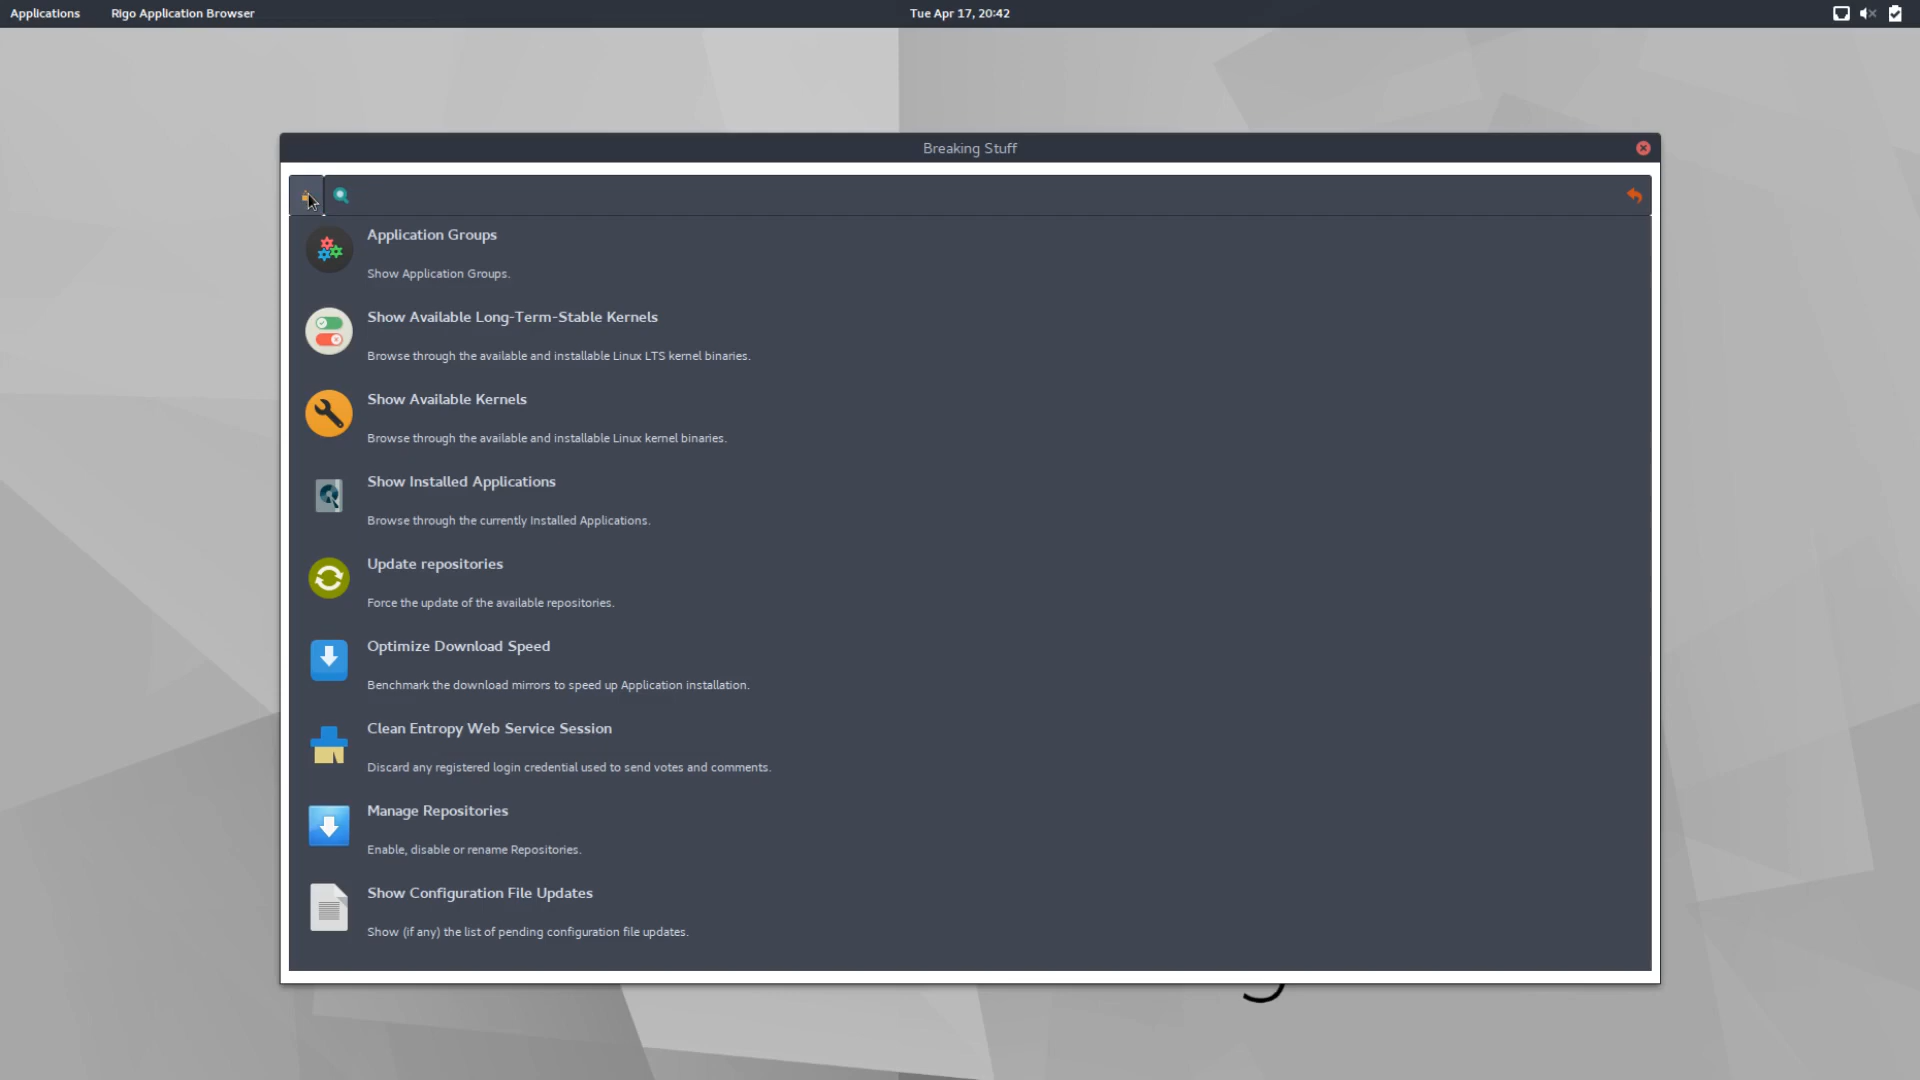 Applications Rigo Application Browser Tue Apr 17, 20:42
Breaking Stuff
Application Groups
Show Application Groups.
Show Available Long-Term-Stable Kernels
Browse through the available and installable Linux LTS kernel binaries.
Show Available Kernels
Browse through the available and installable Linux kernel binaries.
Show Installed Applications
Browse through the currently Installed Applications.
Update repositories
Force the update of the available repositories.
Optimize Download Speed
Benchmark the download mirrors to speed up Application installation.
Clean Entropy Web Service Session
Discard any registered login credential used to send votes and comments.
Manage Repositories
Enable, disable or rename Repositories.
Show Configuration File Updates
Show (if any) the list of pending configuration file updates.